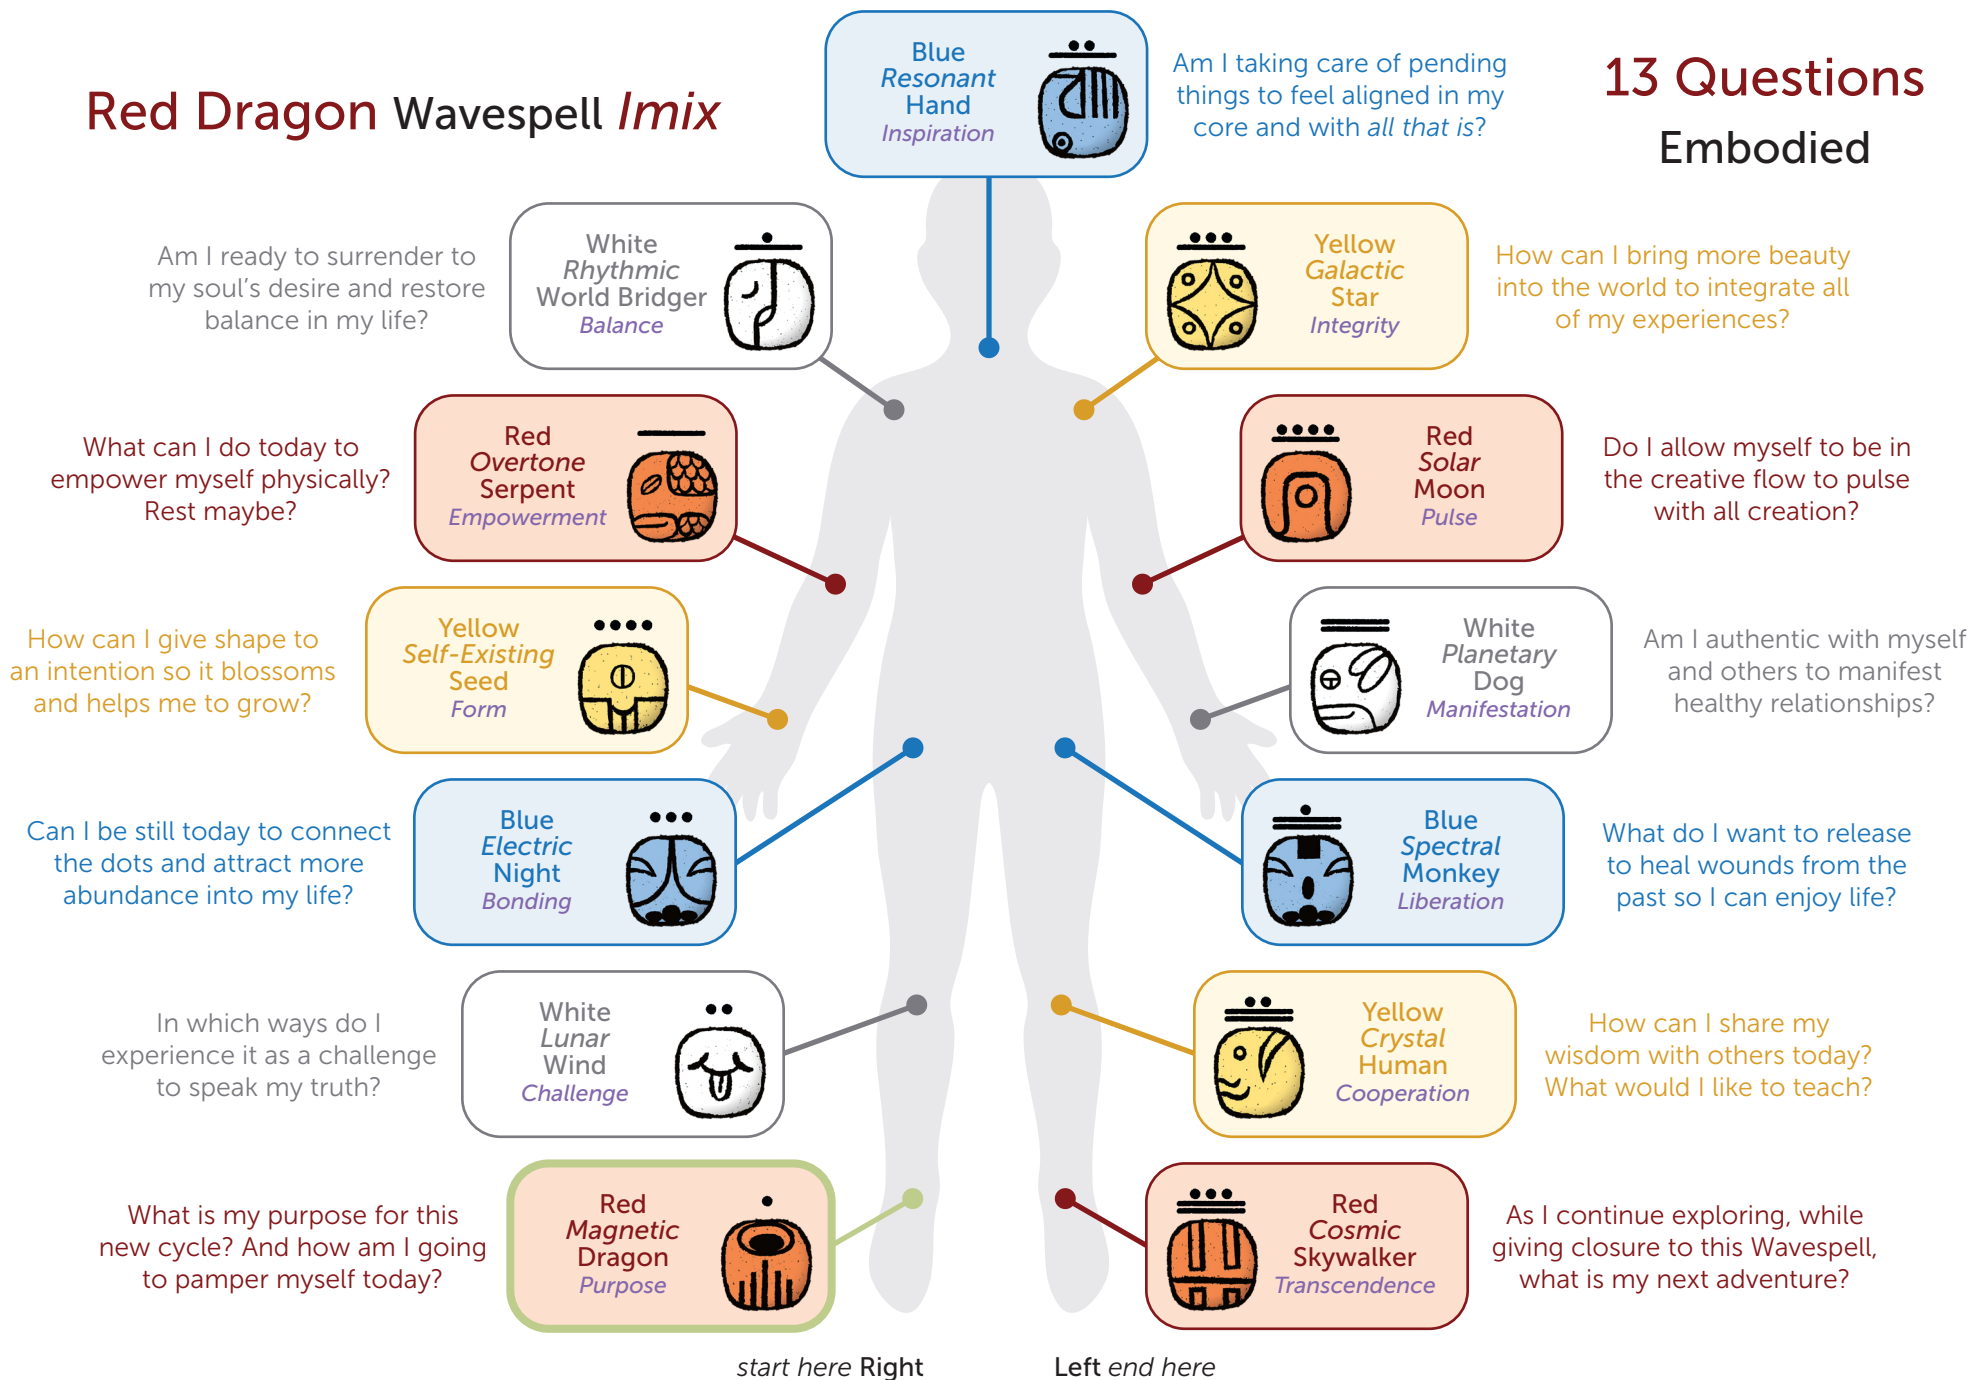 Red Dragon Wavespell Imix
13 Questions
Embodied
Blue
Resonant
Hand
Inspiration
Am I taking care of pending
things to feel aligned in my
core and with all that is?
Am I ready to surrender to
my soul's desire and restore
balance in my life?
White
Rhythmic
World Bridger
Balance
Yellow
Galactic
Star
Integrity
How can I bring more beauty
into the world to integrate all
of my experiences?
What can I do today to
empower myself physically?
Rest maybe?
Red
Overtone
Serpent
Empowerment
Red
Solar
Moon
Pulse
Do I allow myself to be in
the creative flow to pulse
with all creation?
How can I give shape to
an intention so it blossoms
and helps me to grow?
Yellow
Self-Existing
Seed
Form
White
Planetary
Dog
Manifestation
Am I authentic with myself
and others to manifest
healthy relationships?
Can I be still today to connect
the dots and attract more
abundance into my life?
Blue
Electric
Night
Bonding
Blue
Spectral
Monkey
Liberation
What do I want to release
to heal wounds from the
past so I can enjoy life?
In which ways do I
experience it as a challenge
to speak my truth?
White
Lunar
Wind
Challenge
Yellow
Crystal
Human
Cooperation
How can I share my
wisdom with others today?
What would I like to teach?
What is my purpose for this
new cycle? And how am I going
to pamper myself today?
Red
Magnetic
Dragon
Purpose
Red
Cosmic
Skywalker
Transcendence
As I continue exploring, while
giving closure to this Wavespell,
what is my next adventure?
start here Right
Left end here